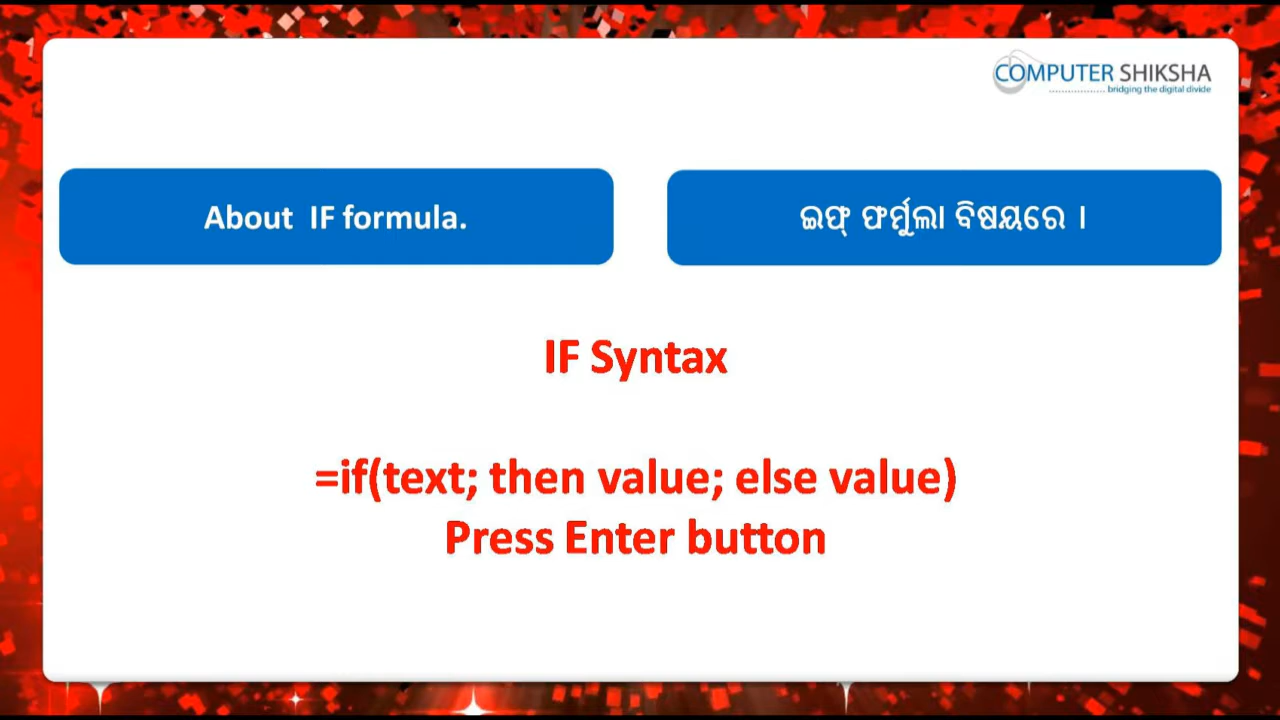 COMPUTER SHIKSHA
bridging the digital divide
About IF formula.
ଇଫ୍ ଫର୍ମୁଲା ବିଷୟରେ ।
IF Syntax
=if(text; then value; else value)
Press Enter button